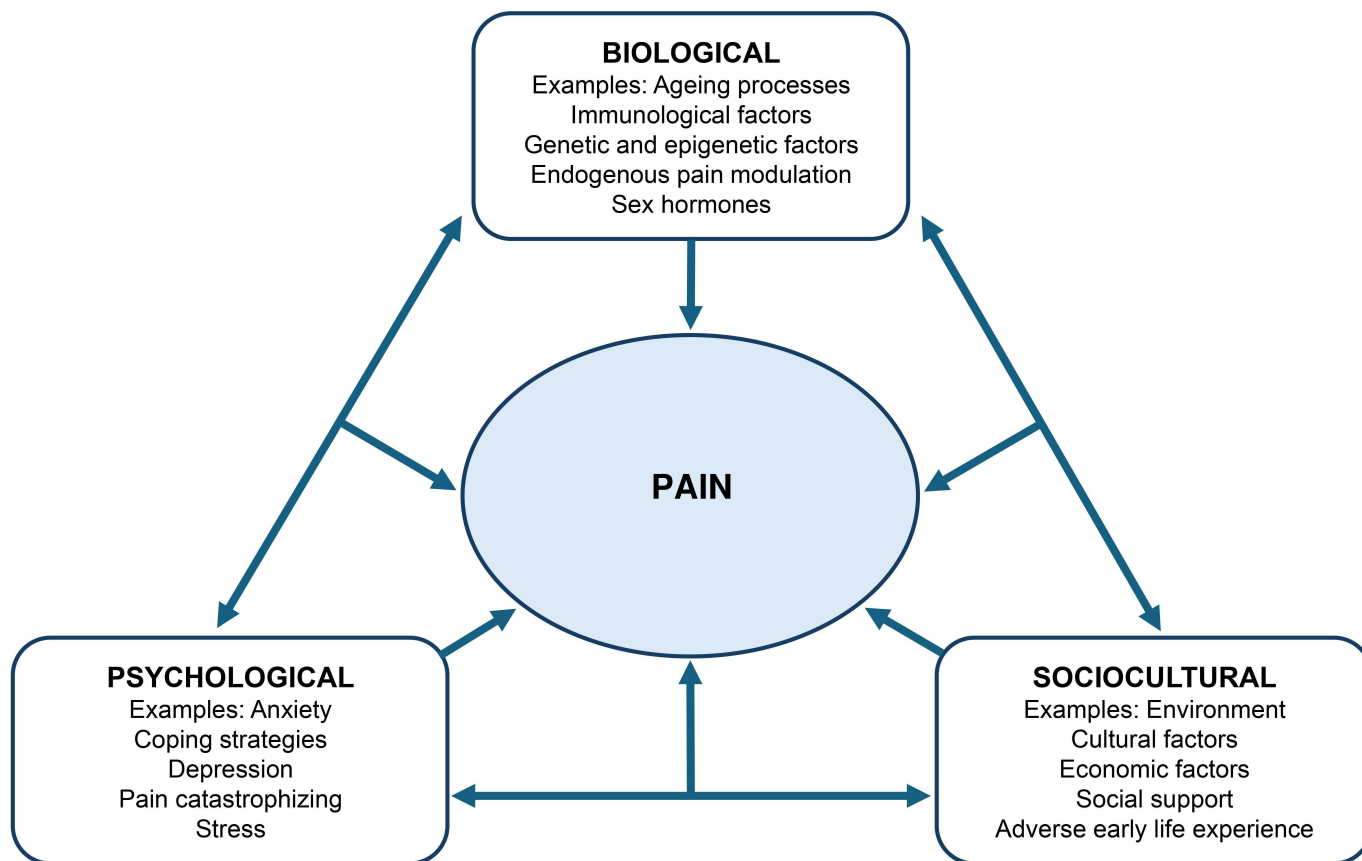 BIOLOGICAL
Examples: Ageing processes
Immunological factors
Genetic and epigenetic factors
Endogenous pain modulation
Sex hormones
PAIN
PSYCHOLOGICAL
Examples: Anxiety
Coping strategies
Depression
Pain catastrophizing
Stress
SOCIOCULTURAL
Examples: Environment
Cultural factors
Economic factors
Social support
Adverse early life experience